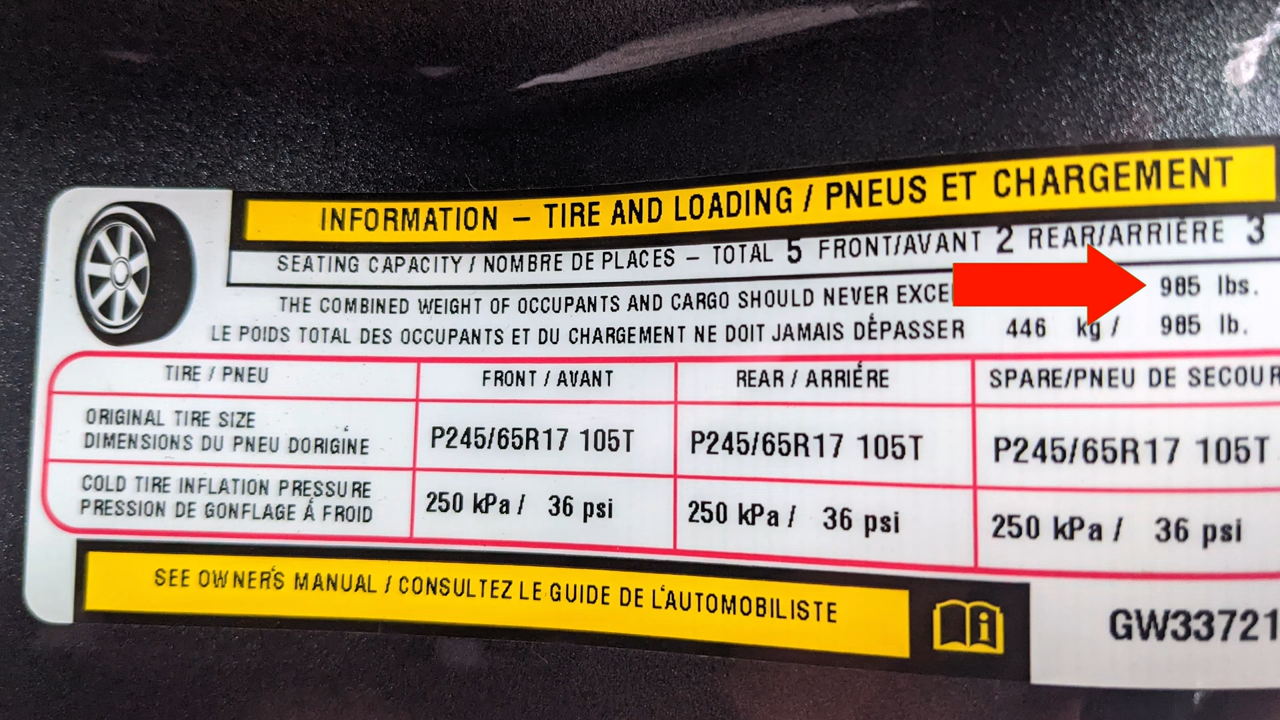 INFORMATION – TIRE AND LOADING / PNEUS ET CHARGEMENT
SEATING CAPACITY / NOMBRE DE PLACES – TOTAL 5 FRONT/AVANT 2 REAR/ARRIÈRE 3
THE COMBINED WEIGHT OF OCCUPANTS AND CARGO SHOULD NEVER EXCE 985 lbs.
LE POIDS TOTAL DES OCCUPANTS ET DU CHARGEMENT NE DOIT JAMAIS DÉPASSER 446 kg / 985 lb.
TIRE / PNEU FRONT / AVANT REAR / ARRIÉRE SPARE/PNEU DE SECOUR
ORIGINAL TIRE SIZE
DIMENSIONS DU PNEU DORIGINE P245/65R17 105T P245/65R17 105T P245/65R17 105T
COLD TIRE INFLATION PRESSURE
PRESSION DE GONFLAGE Á FROID 250 kPa / 36 psi 250 kPa / 36 psi 250 kPa / 36 psi
SEE OWNER'S MANUAL / CONSULTEZ LE GUIDE DE L'AUTOMOBILISTE
GW33721